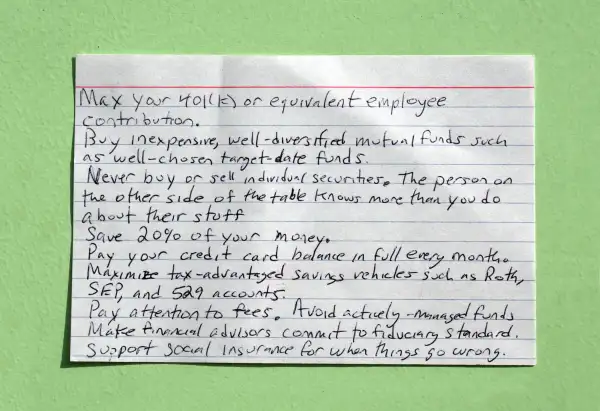 Max your 401(k) or equivalent employee
contribution.
Buy inexpensive, well-diversified mutual funds such
as well-chosen target-date funds.
Never buy or sell individual securities. The person on
the other side of the table knows more than you do
about their stuff
Save 20% of your money.
Pay your credit card balance in full every month.
Maximize tax-advantaged savings vehicles such as Roth,
SEP, and 529 accounts.
Pay attention to fees. Avoid actively-managed funds
Make financial advisors commit to fiduciary standard.
Support social insurance for when things go wrong.